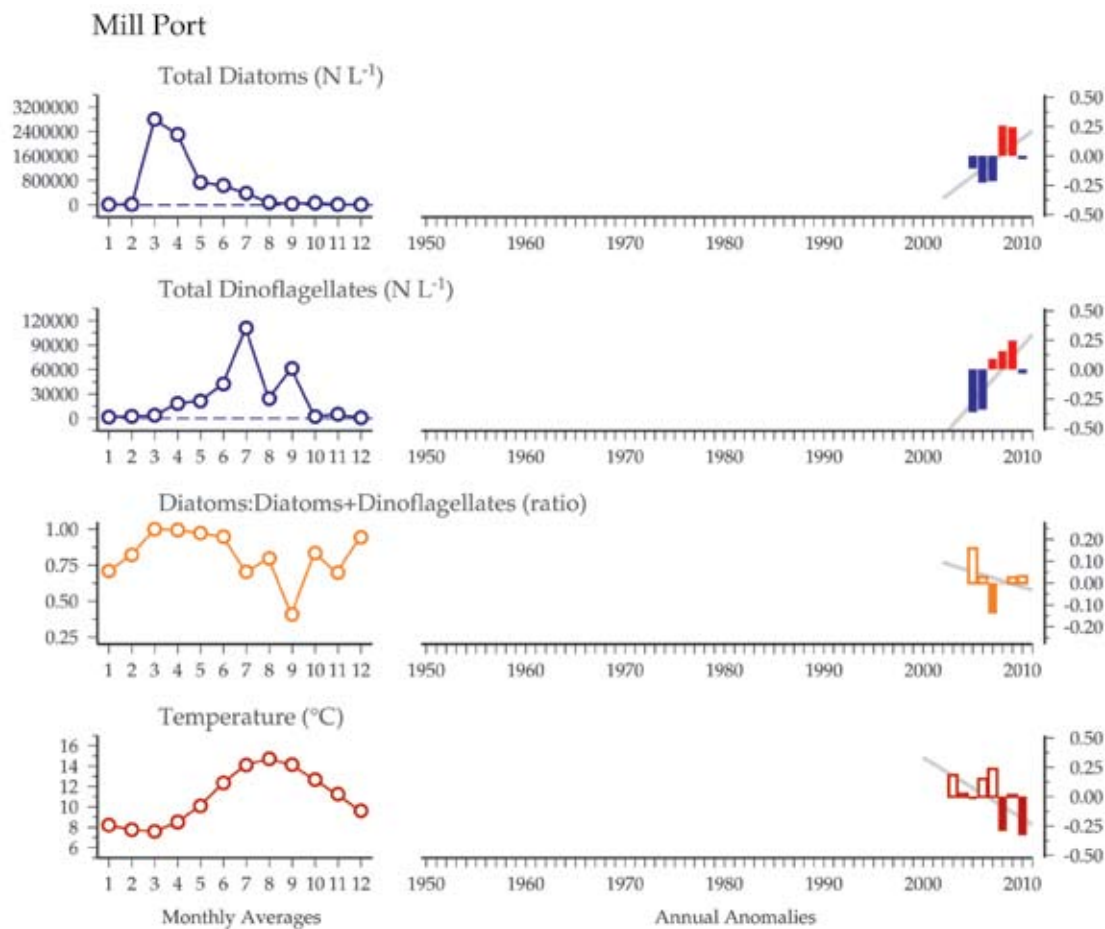 Mill Port
Total Diatoms (N L⁻¹)
3200000
2400000
1600000
800000
0
0.50
0.25
0.00
-0.25
-0.50
1 2 3 4 5 6 7 8 9 10 11 12
1950 1960 1970 1980 1990 2000 2010
Total Dinoflagellates (N L⁻¹)
120000
90000
60000
30000
0
0.50
0.25
0.00
-0.25
-0.50
1 2 3 4 5 6 7 8 9 10 11 12
1950 1960 1970 1980 1990 2000 2010
Diatoms:Diatoms+Dinoflagellates (ratio)
1.00
0.75
0.50
0.25
0.20
0.10
0.00
-0.10
-0.20
1 2 3 4 5 6 7 8 9 10 11 12
1950 1960 1970 1980 1990 2000 2010
Temperature (°C)
16
14
12
10
8
6
0.50
0.25
0.00
-0.25
-0.50
1 2 3 4 5 6 7 8 9 10 11 12
1950 1960 1970 1980 1990 2000 2010
Monthly Averages
Annual Anomalies